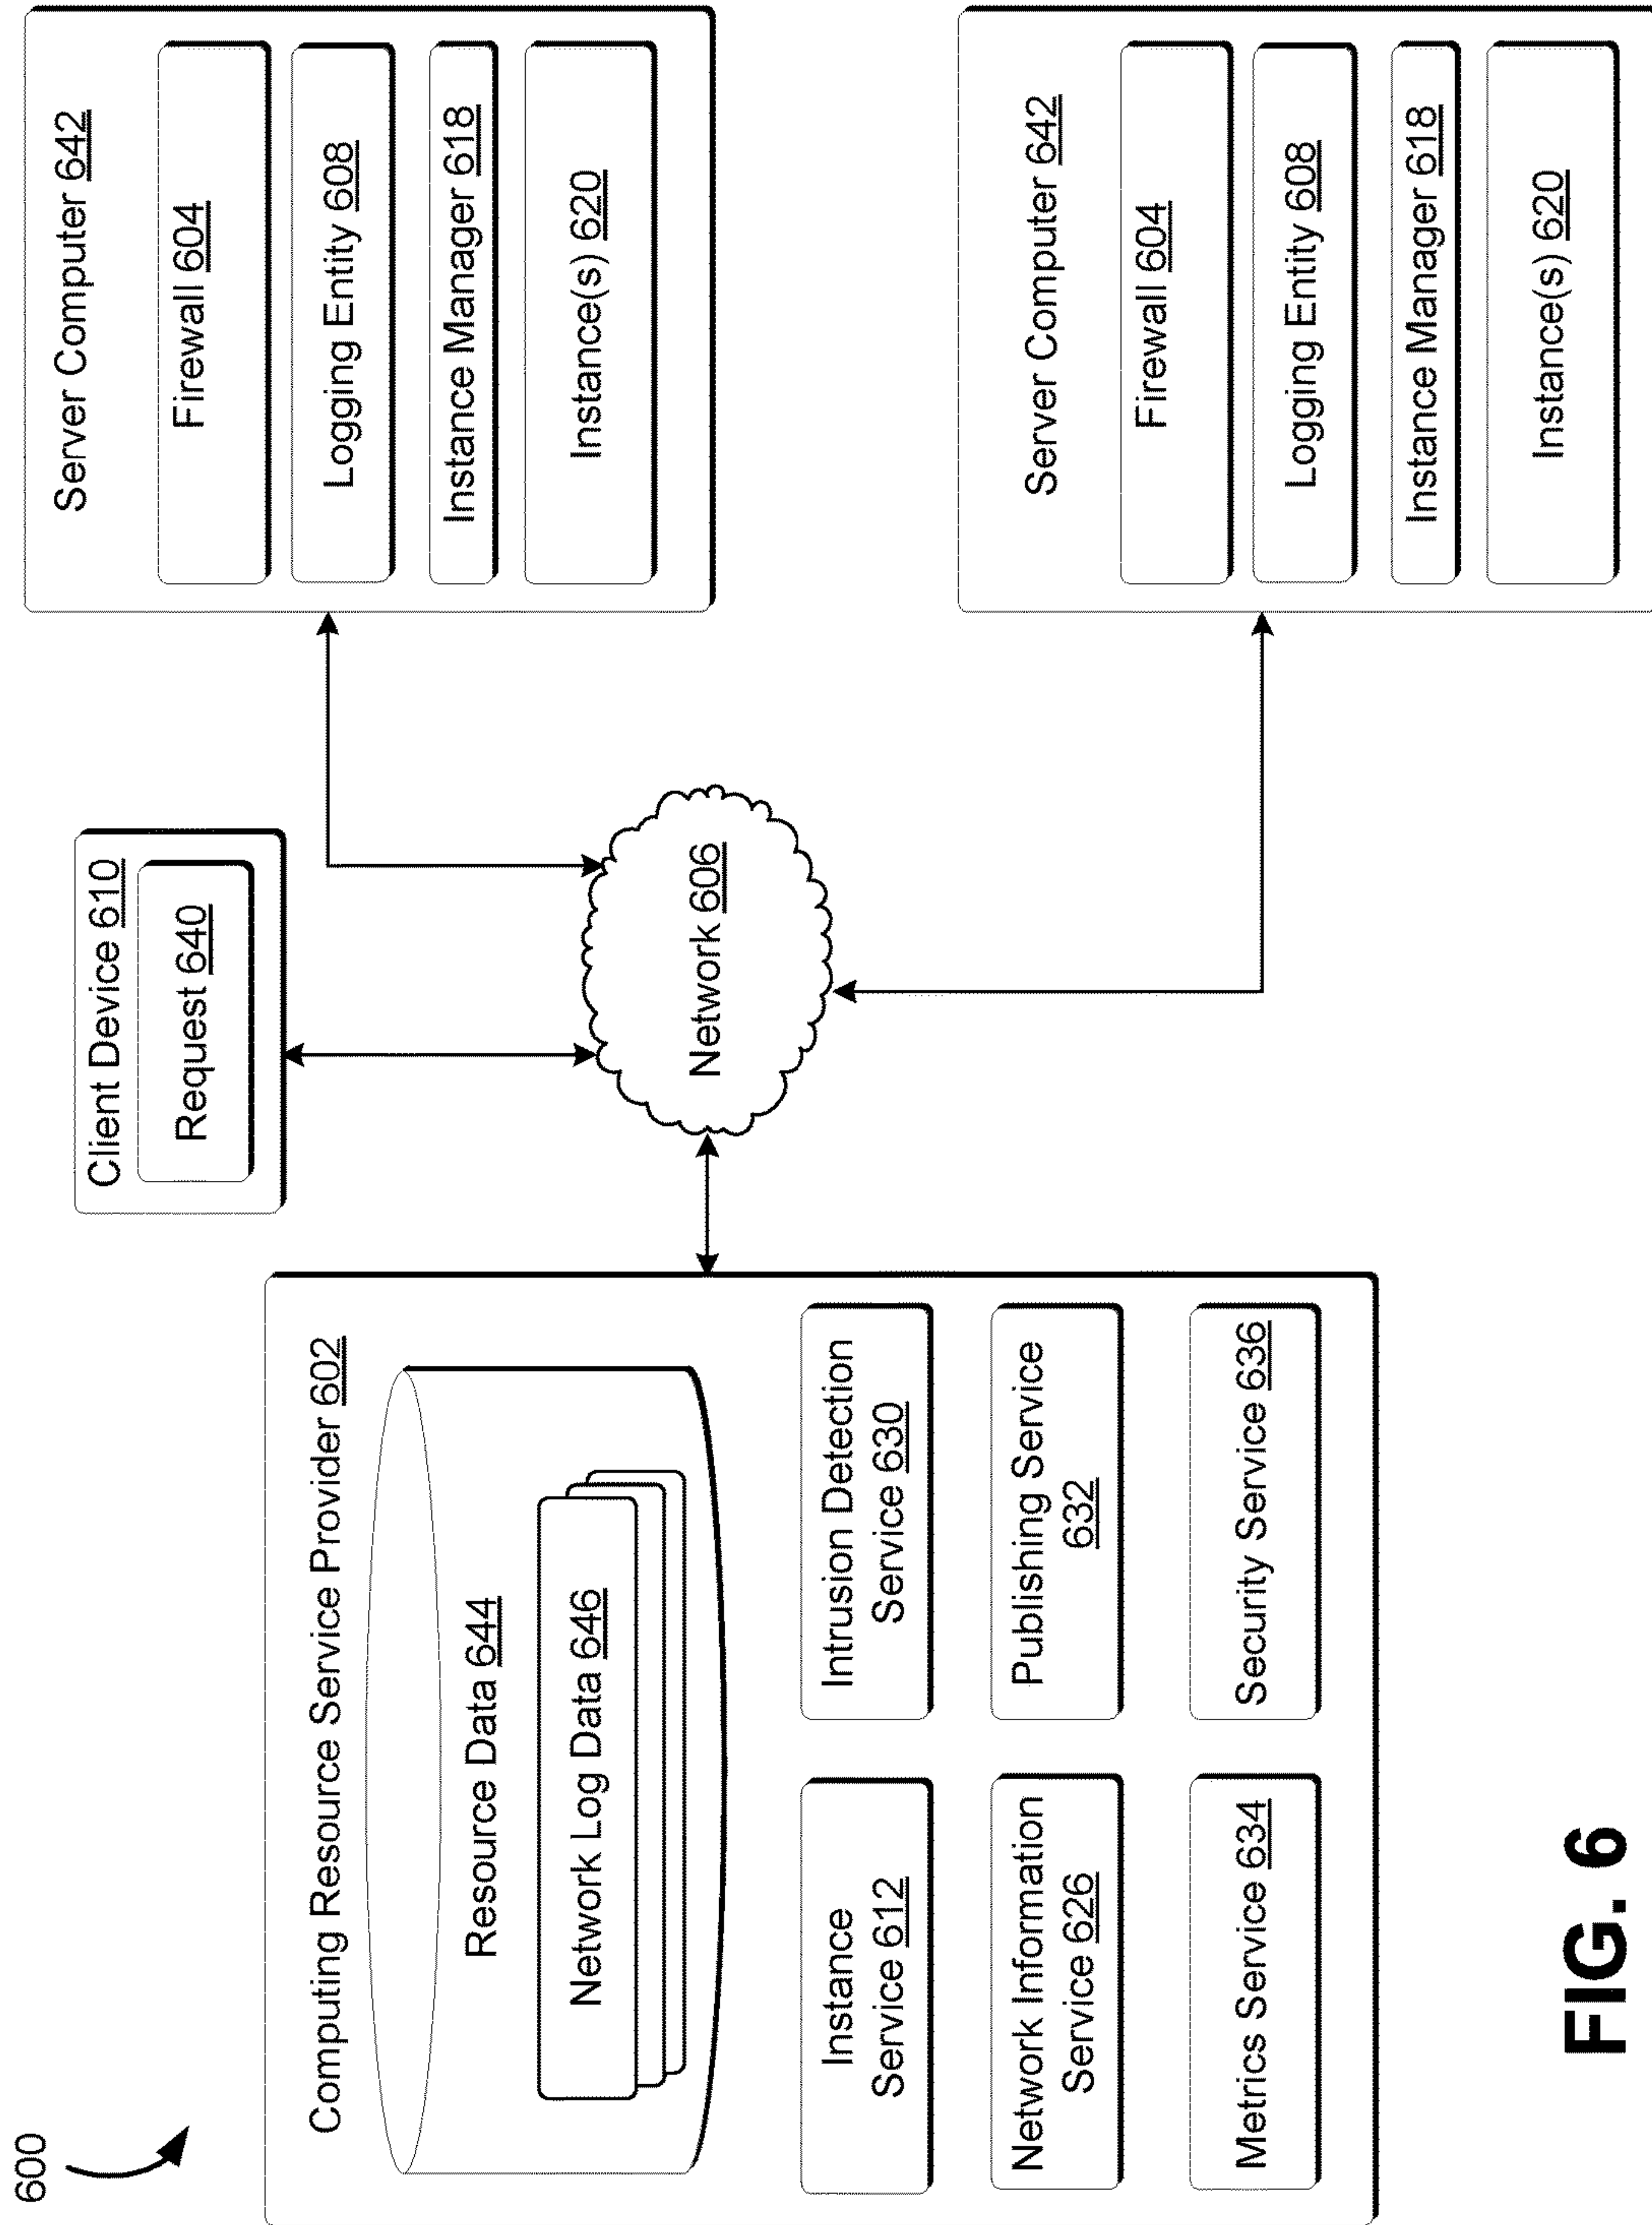 600
Computing Resource Service Provider 602
Resource Data 644
Network Log Data 646
Instance
Service 612
Intrusion Detection
Service 630
Network Information
Service 626
Publishing Service
632
Metrics Service 634
Security Service 636
Client Device 610
Request 640
Network 606
Server Computer 642
Firewall 604
Logging Entity 608
Instance Manager 618
Instance(s) 620
Server Computer 642
Firewall 604
Logging Entity 608
Instance Manager 618
Instance(s) 620
FIG. 6